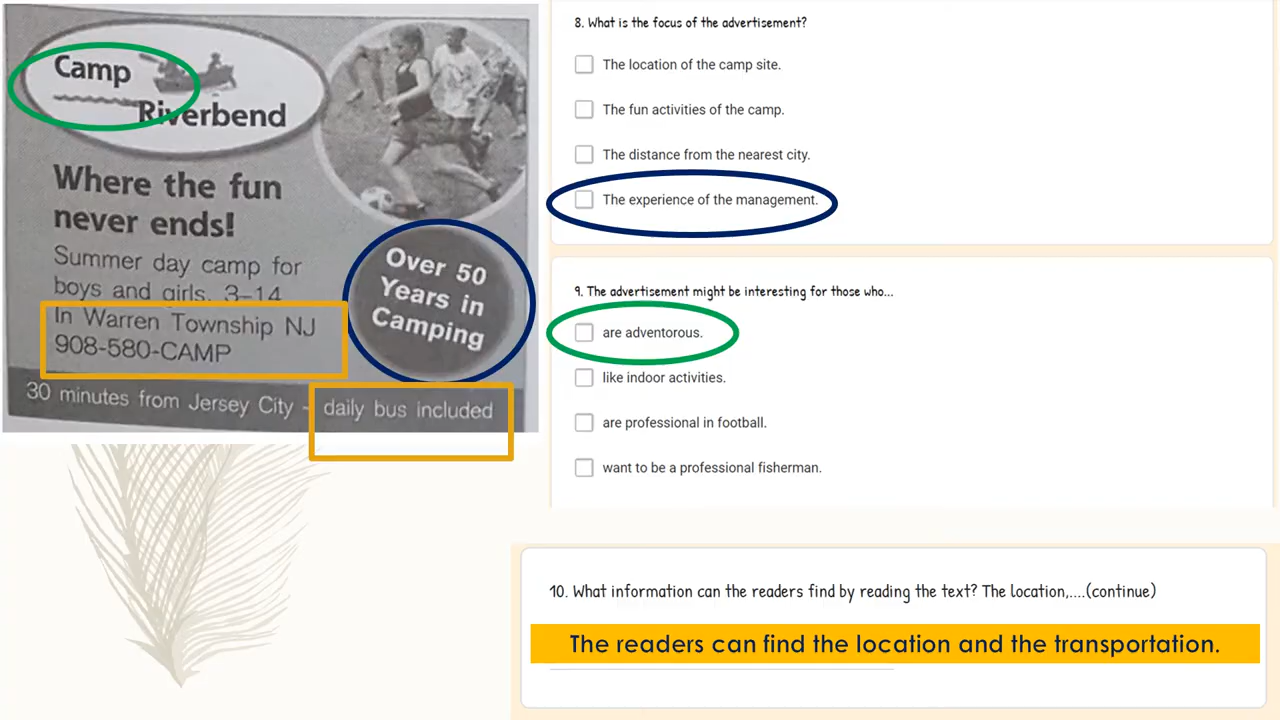 Camp
Riverbend
Where the fun
never ends!
Summer day camp for
boys and girls, 3–14
In Warren Township NJ
908-580-CAMP
Over 50
Years in
Camping
30 minutes from Jersey City - daily bus included
8. What is the focus of the advertisement?
The location of the camp site.
The fun activities of the camp.
The distance from the nearest city.
The experience of the management.
9. The advertisement might be interesting for those who...
are adventorous.
like indoor activities.
are professional in football.
want to be a professional fisherman.
10. What information can the readers find by reading the text? The location,....(continue)
The readers can find the location and the transportation.